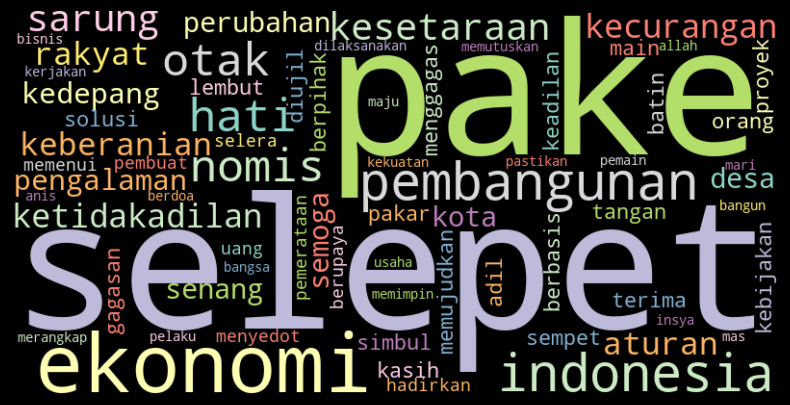 sarung
perubahan
kesetaraan
kecurangan
bisnis
rakyat
otak
dilaksanakan
memutuskan
main
allah
kerjakan
kedepang
lembut
diujil
berpihak
pake
menggagas
keadilan
batin
proyek
solusi
hati
maju
orang
keberanian
selera
memenui
pembuat
nomis
kekuatan
pastikan
pemain
mari
pengalaman
anis
berdoa
pembangunan
desa
ketidakadilan
semoga
pakar
kota
tangan
bangun
selepet
gagasan
uang
bangsa
senang
pemerataan
berupaya
usaha
memimpin.
memujudkan
adil
berbasis
terima
insya
kebijakan
merangkap
pelaku
menyedot
simbul
sempet
aturan
mas
ekonomi
kasih
hadirkan
indonesia